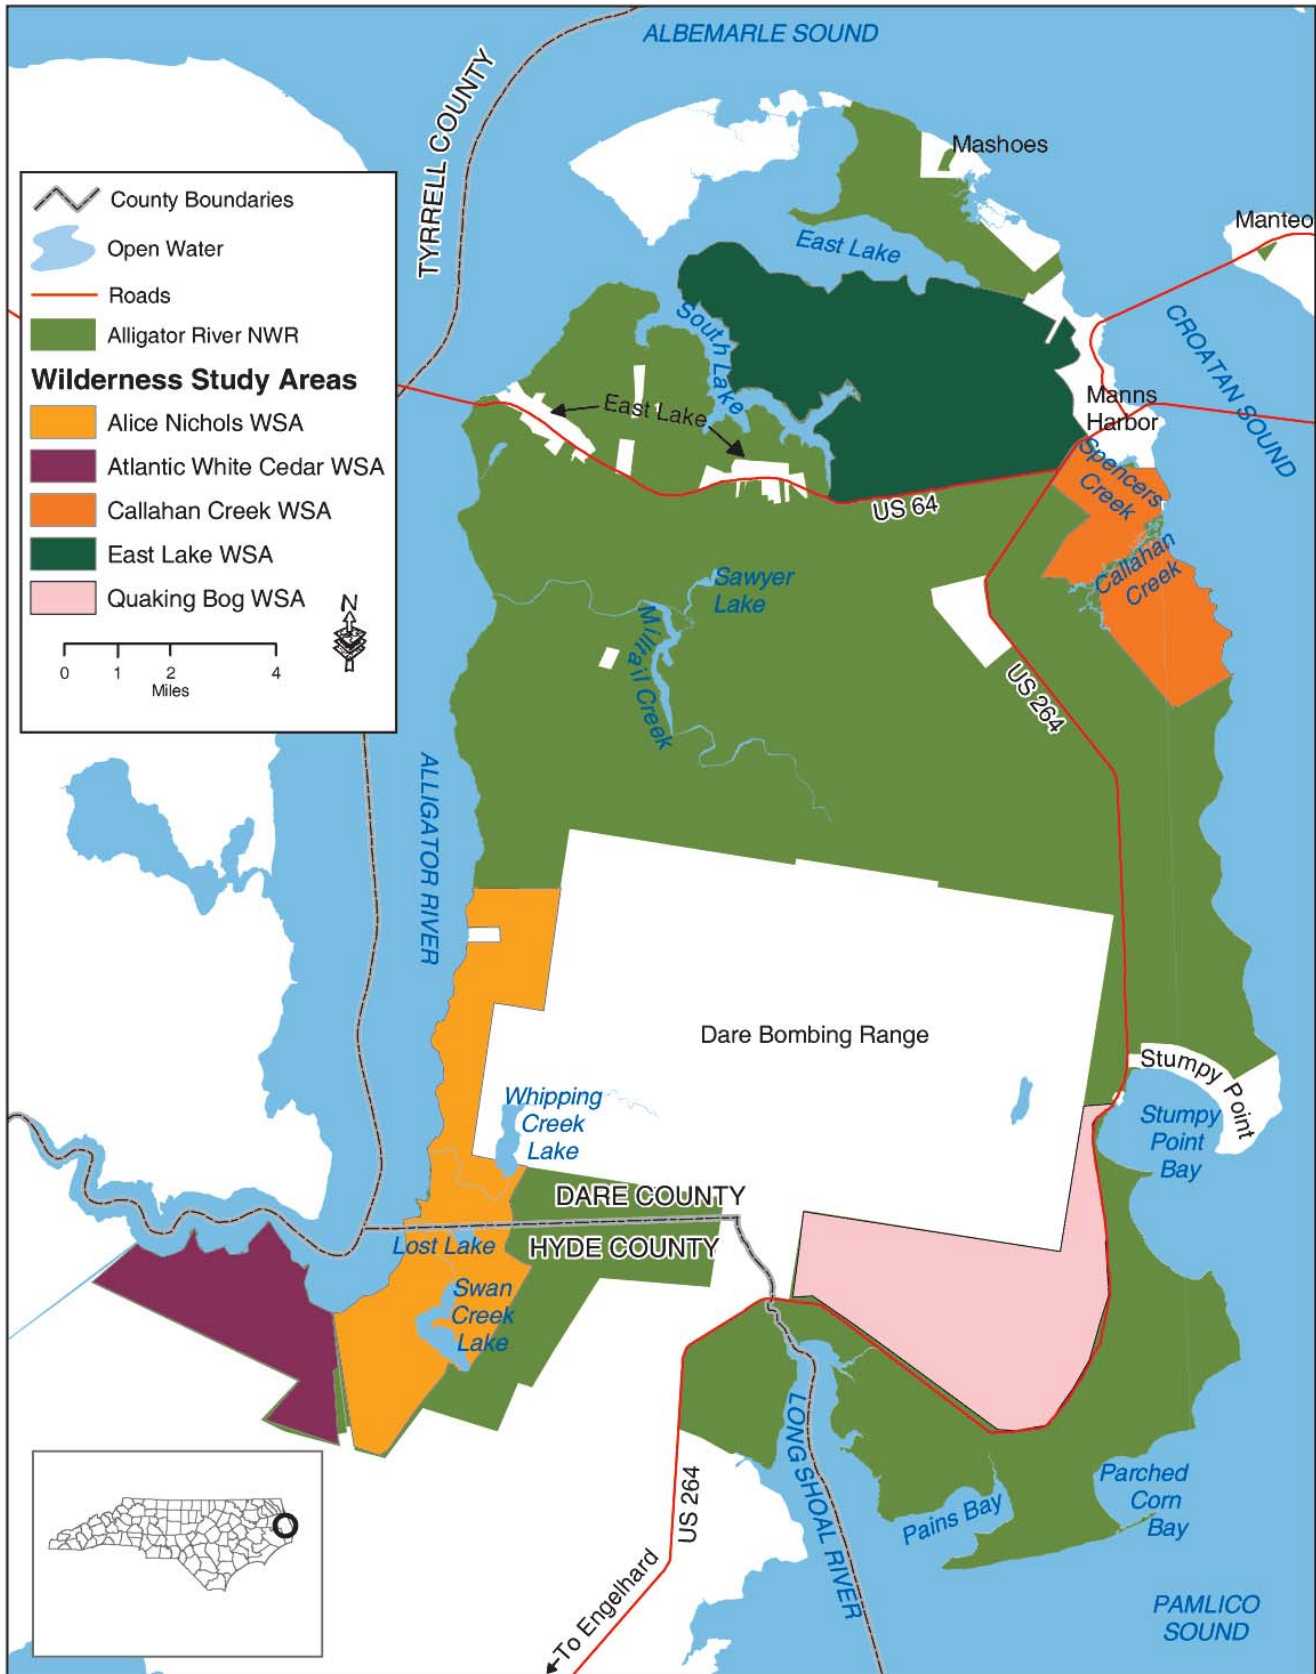 ALBEMARLE SOUND
TYRRELL COUNTY
Mashoes
Manteo
East Lake
CROATAN SOUND
County Boundaries
Open Water
Roads
Alligator River NWR
Wilderness Study Areas
Alice Nichols WSA
Atlantic White Cedar WSA
Callahan Creek WSA
East Lake WSA
Quaking Bog WSA
N
0 1 2 4
Miles
South Lake
East Lake
Manns
Harbor
Spencers
Creek
US 64
Callahan
Creek
Sawyer
Lake
Milltail Creek
US 264
ALLIGATOR RIVER
Dare Bombing Range
Whipping
Creek
Lake
Stumpy Point
Stumpy
Point
Bay
DARE COUNTY
HYDE COUNTY
Lost Lake
Swan
Creek
Lake
LONG SHOAL RIVER
US 264
Pains Bay
Parched
Corn
Bay
To Engelhard
PAMLICO
SOUND